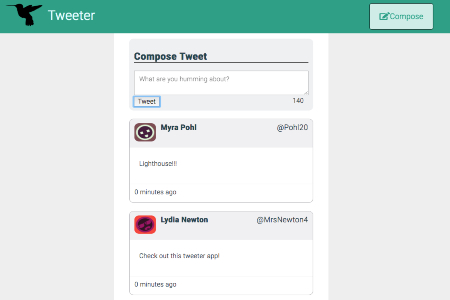 Tweeter
Compose
Compose Tweet
What are you humming about?
Tweet
140
Myra Pohl
@Pohl20
Lighthouse!!!
0 minutes ago
Lydia Newton
@MrsNewton4
Check out this tweeter app!
0 minutes ago